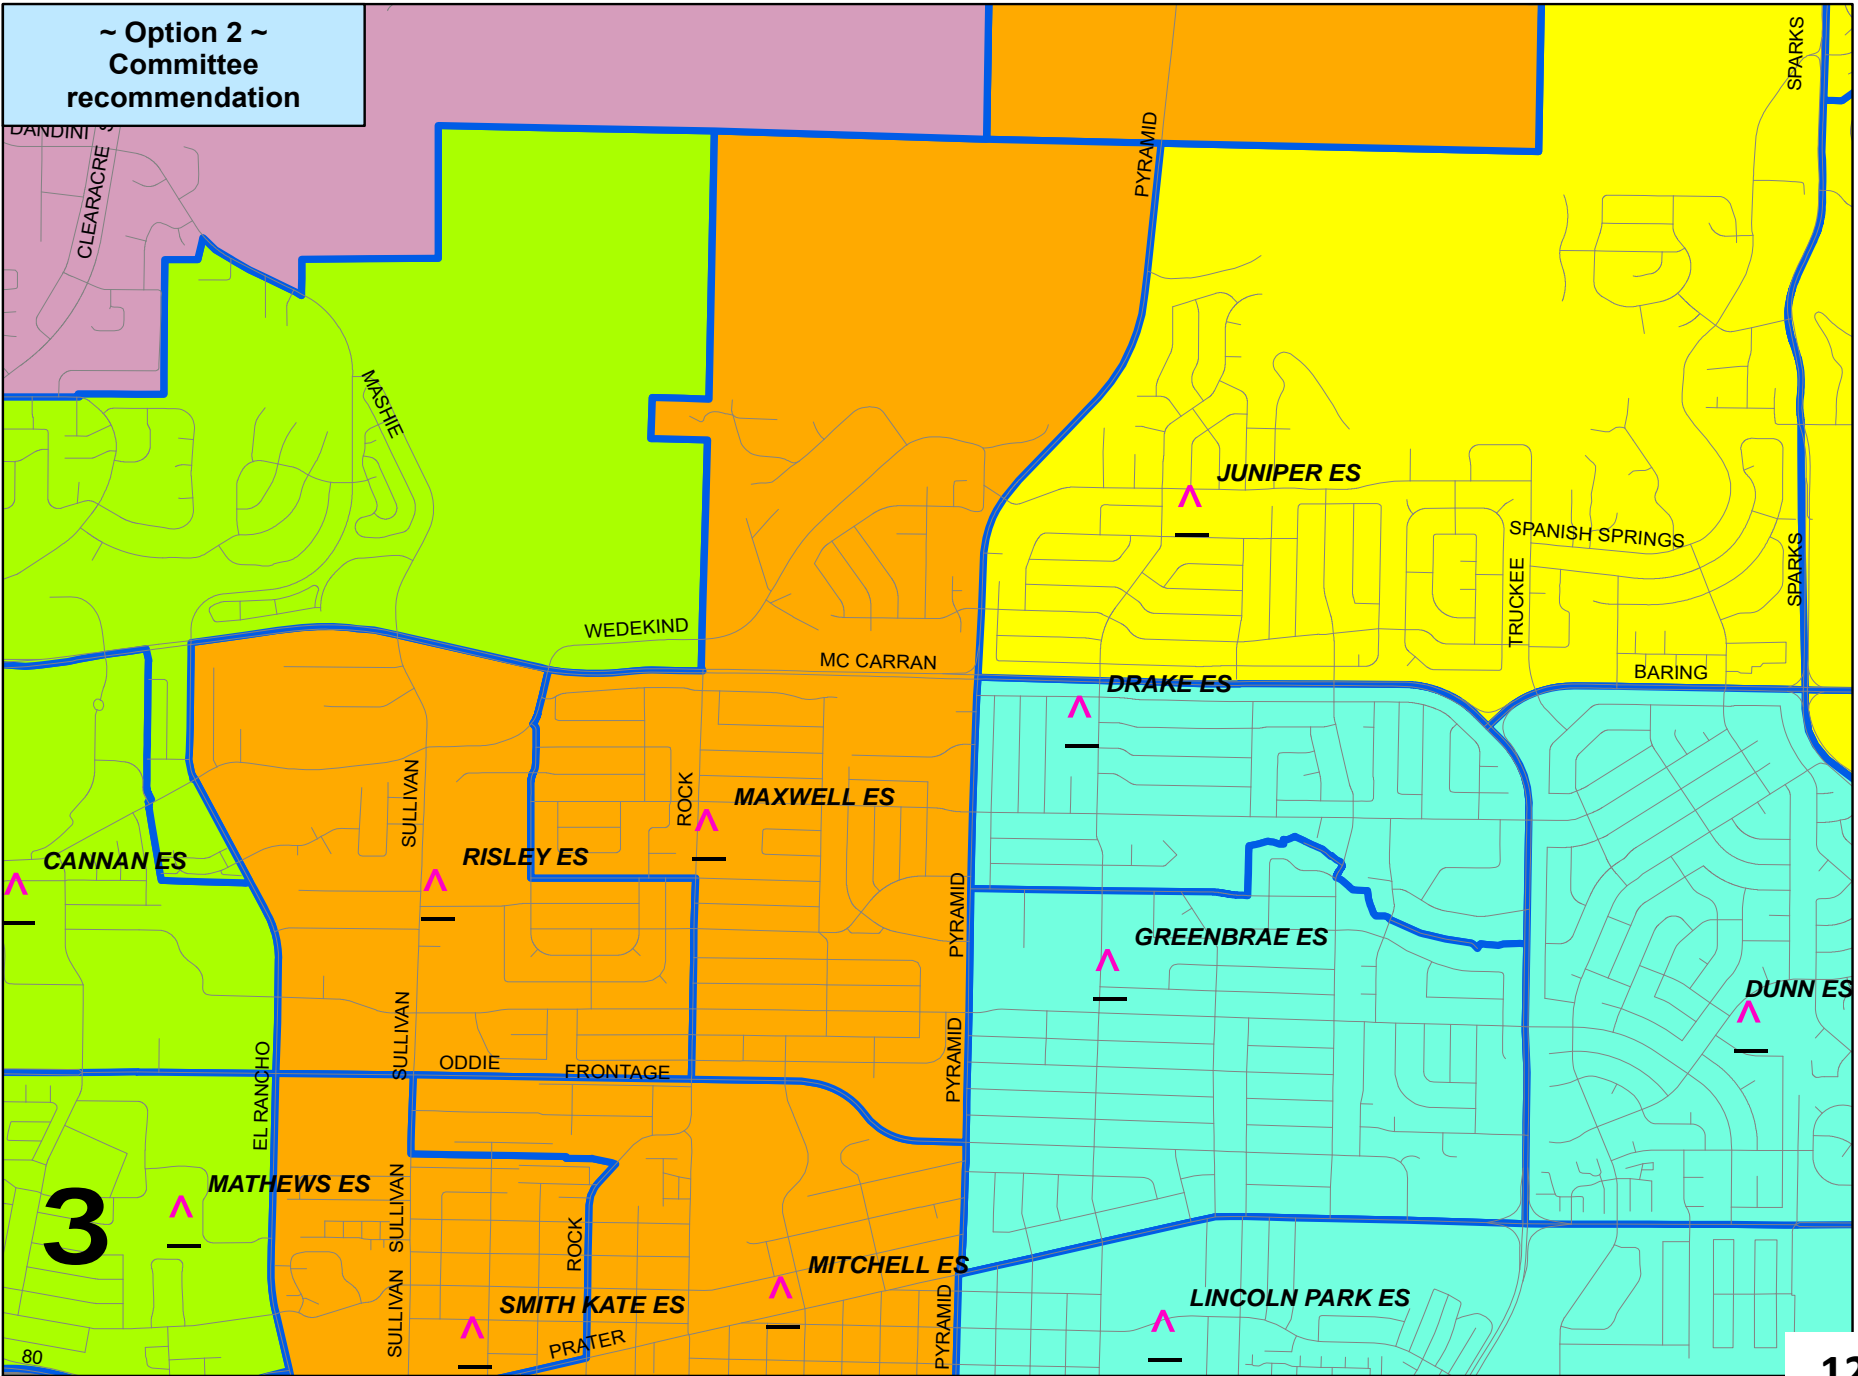 ~ Option 2 ~
Committee
recommendation
DANDINI
CLEARACRE
PYRAMID
SPARKS
MASHIE
JUNIPER ES
SPANISH SPRINGS
TRUCKEE
SPARKS
WEDEKIND
MC CARRAN
BARING
DRAKE ES
SULLIVAN
ROCK
MAXWELL ES
CANNAN ES
RISLEY ES
PYRAMID
GREENBRAE ES
DUNN ES
SULLIVAN
PYRAMID
EL RANCHO
ODDIE
FRONTAGE
MATHEWS ES
3
SULLIVAN
ROCK
MITCHELL ES
SMITH KATE ES
LINCOLN PARK ES
SULLIVAN
PRATER
PYRAMID
80
12